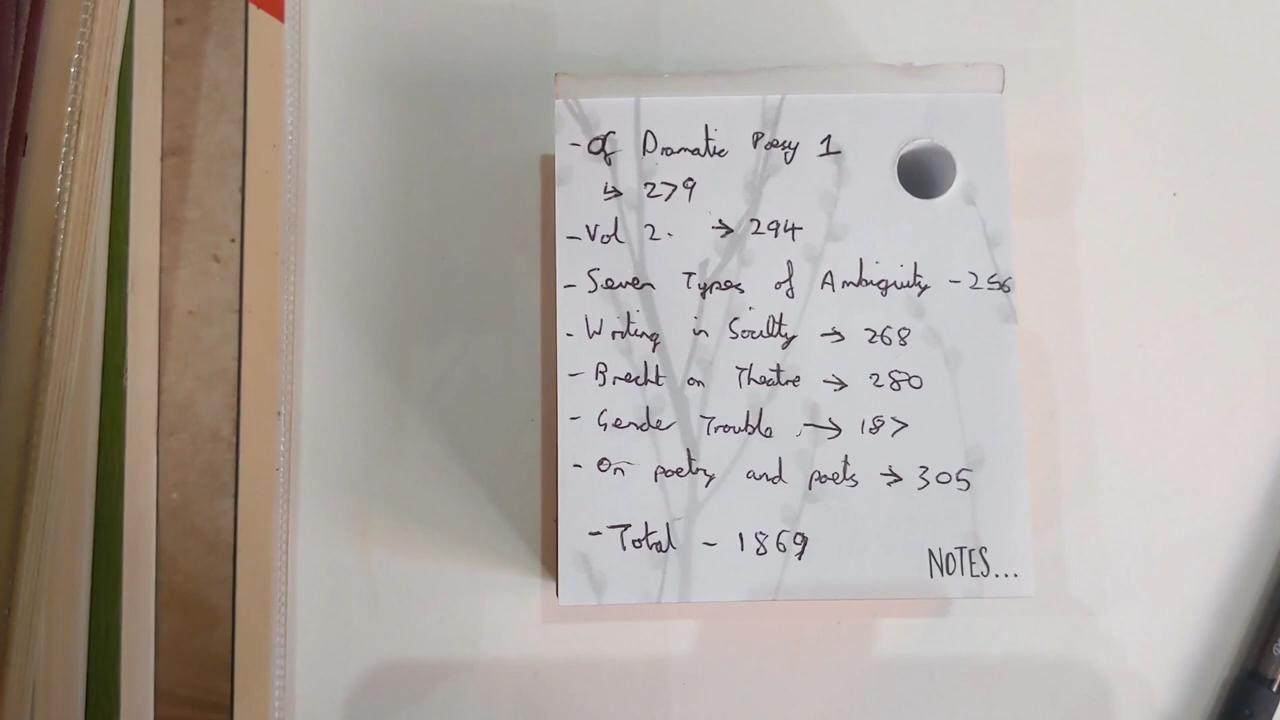 - Of Dramatic Poesy 1
↳ 279
- Vol 2. → 294
- Seven Types of Ambiguity - 256
- Writing in Society → 268
- Brecht on Theatre → 280
- Gender Trouble → 187
- On poetry and poets → 305
- Total - 1869
NOTES...